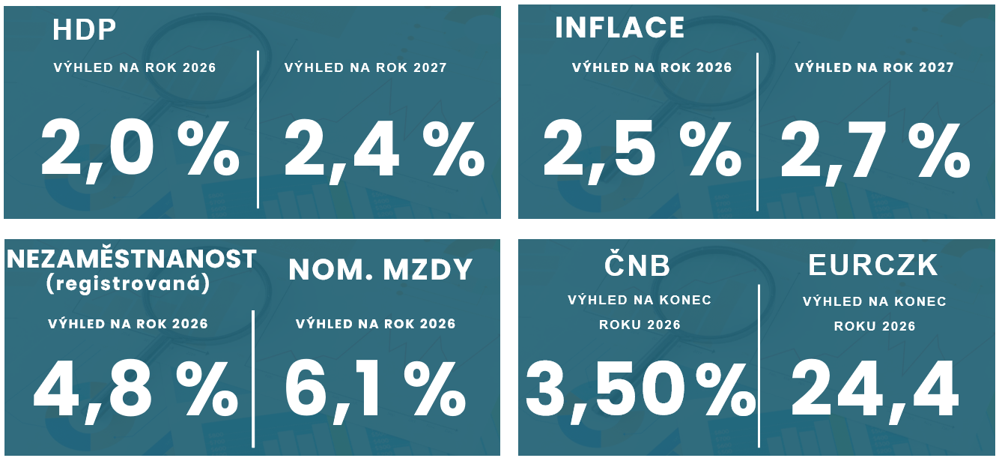 HDP
VÝHLED NA ROK 2026
VÝHLED NA ROK 2027
2,0 %
2,4 %
INFLACE
VÝHLED NA ROK 2026
VÝHLED NA ROK 2027
2,5 %
2,7 %
NEZAMĚSTNANOST
(registrovaná)
VÝHLED NA ROK 2026
4,8 %
NOM. MZDY
VÝHLED NA ROK 2026
6,1 %
ČNB
VÝHLED NA KONEC
ROKU 2026
3,50 %
EURCZK
VÝHLED NA KONEC
ROKU 2026
24,4